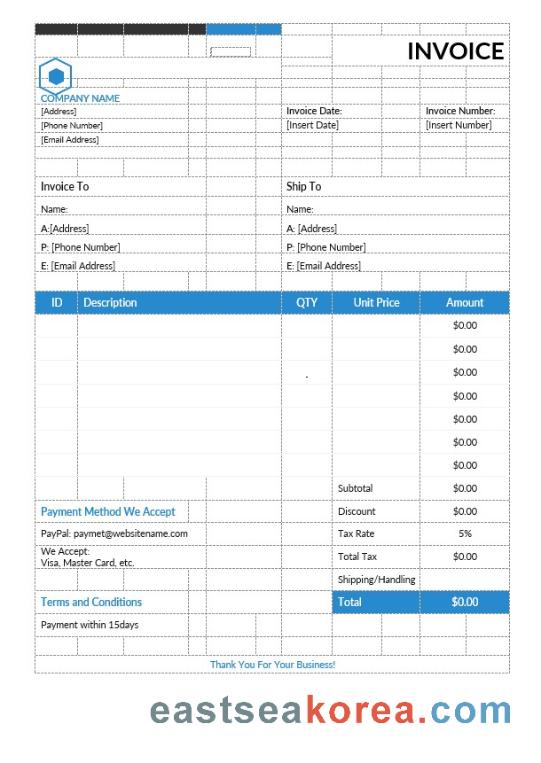 INVOICE
COMPANY NAME
[Address]
Invoice Date: Invoice Number:
[Phone Number] [Insert Date] [Insert Number]
[Email Address]
Invoice To Ship To
Name: Name:
A:[Address] A: [Address]
P: [Phone Number] P: [Phone Number]
E: [Email Address] E: [Email Address]
ID Description QTY Unit Price Amount
$0.00
$0.00
$0.00
$0.00
$0.00
$0.00
$0.00
Subtotal $0.00
Payment Method We Accept Discount $0.00
PayPal: paymet@websitename.com Tax Rate 5%
We Accept:
Visa, Master Card, etc. Total Tax $0.00
Shipping/Handling
Terms and Conditions Total $0.00
Payment within 15days
Thank You For Your Business!
eastseakorea.com